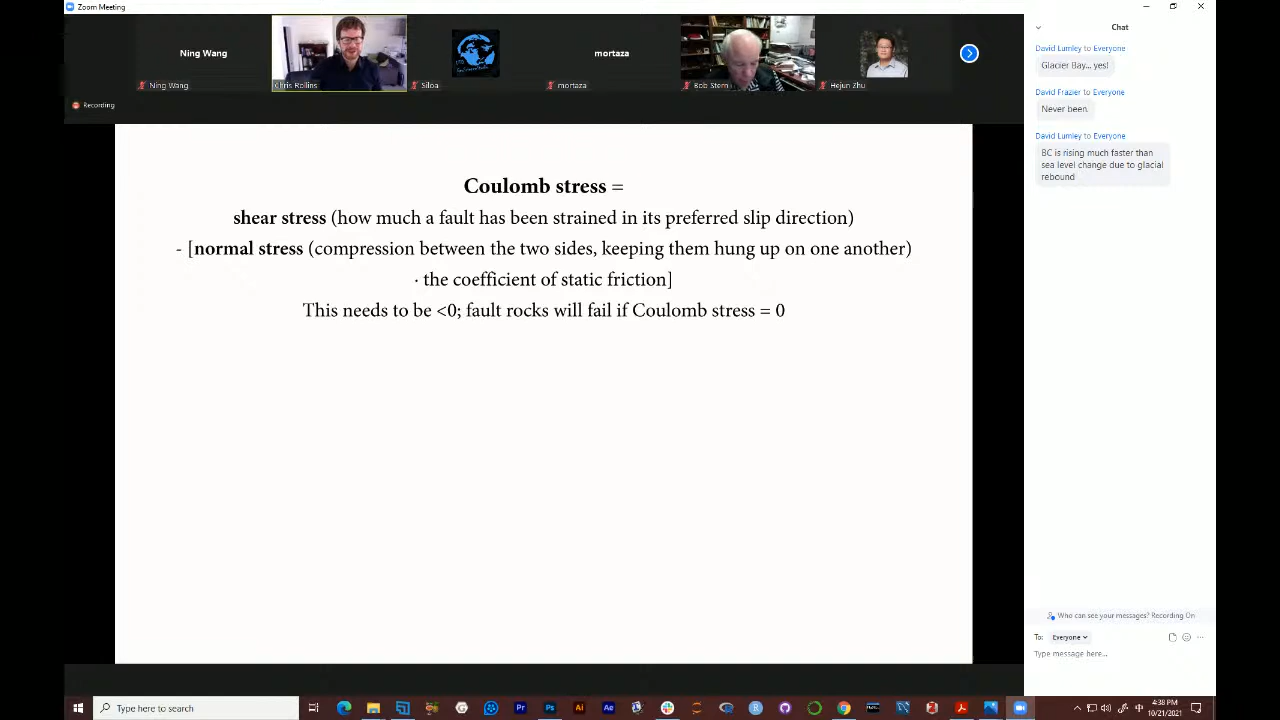 Zoom Meeting
Ning Wang
mortaza
Ning Wang
Chris Rollins
Siloa
mortaza
Bob Stern
Hejun Zhu
Recording
Coulomb stress =
shear stress (how much a fault has been strained in its preferred slip direction)
- [normal stress (compression between the two sides, keeping them hung up on one another)
· the coefficient of static friction]
This needs to be <0; fault rocks will fail if Coulomb stress = 0
Chat
David Lumley to Everyone
Glacier Bay... yes!
David Frazier to Everyone
Never been.
David Lumley to Everyone
BC is rising much faster than
sea level change due to glacial
rebound
Who can see your messages? Recording On
To: Everyone
Type message here...
Type here to search
Pr
Ps
Ai
Ae
中
4:38 PM
10/21/2021